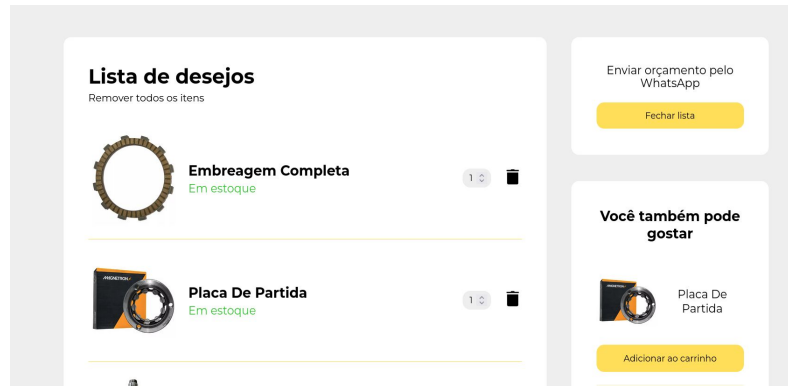 Lista de desejos
Remover todos os itens
Embreagem Completa
Em estoque
1
MAGNETRON
Placa De Partida
Em estoque
1
Enviar orçamento pelo
WhatsApp
Fechar lista
Você também pode
gostar
Placa De
Partida
Adicionar ao carrinho